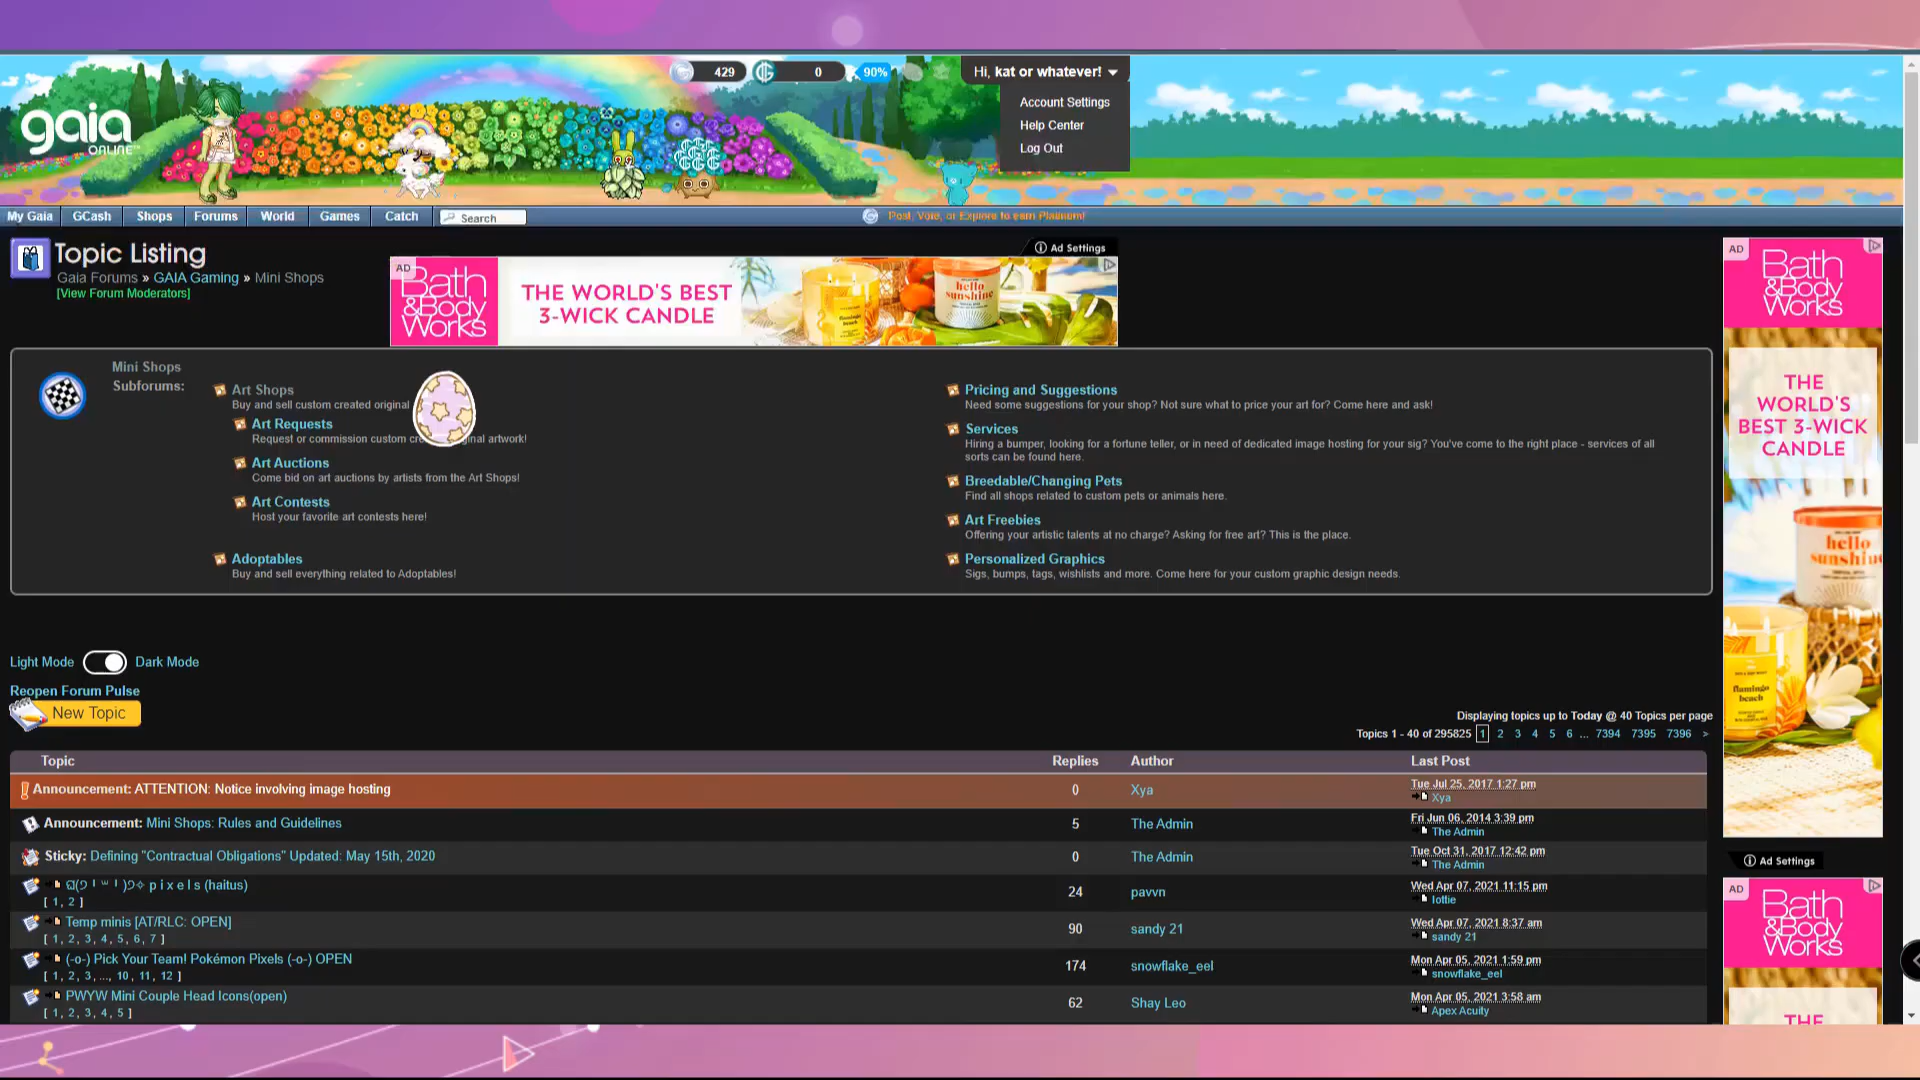 429
0
90%
Hi, kat or whatever!
Account Settings
Help Center
Log Out
gaia
ONLINE
My Gaia
GCash
Shops
Forums
World
Games
Catch
Search
Post, Vote, or Explore to earn Platinum!
Topic Listing
Gaia Forums » GAIA Gaming » Mini Shops
[View Forum Moderators]
Ad Settings
AD
Bath
&Body
Works
THE WORLD'S BEST
3-WICK CANDLE
hello
sunshine
flamingo
beach
Mini Shops
Subforums:
Art Shops
Buy and sell custom created original
Art Requests
Request or commission custom cre
inal artwork!
Art Auctions
Come bid on art auctions by artists from the Art Shops!
Art Contests
Host your favorite art contests here!
Adoptables
Buy and sell everything related to Adoptables!
Pricing and Suggestions
Need some suggestions for your shop? Not sure what to price your art for? Come here and ask!
Services
Hiring a bumper, looking for a fortune teller, or in need of dedicated image hosting for your sig? You've come to the right place - services of all
sorts can be found here.
Breedable/Changing Pets
Find all shops related to custom pets or animals here.
Art Freebies
Offering your artistic talents at no charge? Asking for free art? This is the place.
Personalized Graphics
Sigs, bumps, tags, wishlists and more. Come here for your custom graphic design needs.
Light Mode
Dark Mode
Reopen Forum Pulse
New Topic
Displaying topics up to Today @ 40 Topics per page
Topics 1 - 40 of 295825 1 2 3 4 5 6 ... 7394 7395 7396 >
Topic Replies Author Last Post
Announcement: ATTENTION: Notice involving image hosting 0 Xya Tue Jul 25, 2017 1:27 pm
Xya
Announcement: Mini Shops: Rules and Guidelines 5 The Admin Fri Jun 06, 2014 3:39 pm
The Admin
Sticky: Defining "Contractual Obligations" Updated: May 15th, 2020 0 The Admin Tue Oct 31, 2017 12:42 pm
The Admin
p i x e l s (haitus) 24 pavvn Wed Apr 07, 2021 11:15 pm
[ 1, 2 ] lottie
Temp minis [AT/RLC: OPEN] 90 sandy 21 Wed Apr 07, 2021 8:37 am
[ 1, 2, 3, 4, 5, 6, 7 ] sandy 21
(-o-) Pick Your Team! Pokémon Pixels (-o-) OPEN 174 snowflake_eel Mon Apr 05, 2021 1:59 pm
[ 1, 2, 3, ..., 10, 11, 12 ] snowflake_eel
PWYW Mini Couple Head Icons(open) 62 Shay Leo Mon Apr 05, 2021 3:58 am
[ 1, 2, 3, 4, 5 ] Apex Acuity
AD
Bath
&Body
Works
THE
WORLD'S
BEST 3-WICK
CANDLE
hello
sunshine
flamingo
beach
Ad Settings
AD
Bath
&Body
Works
THE